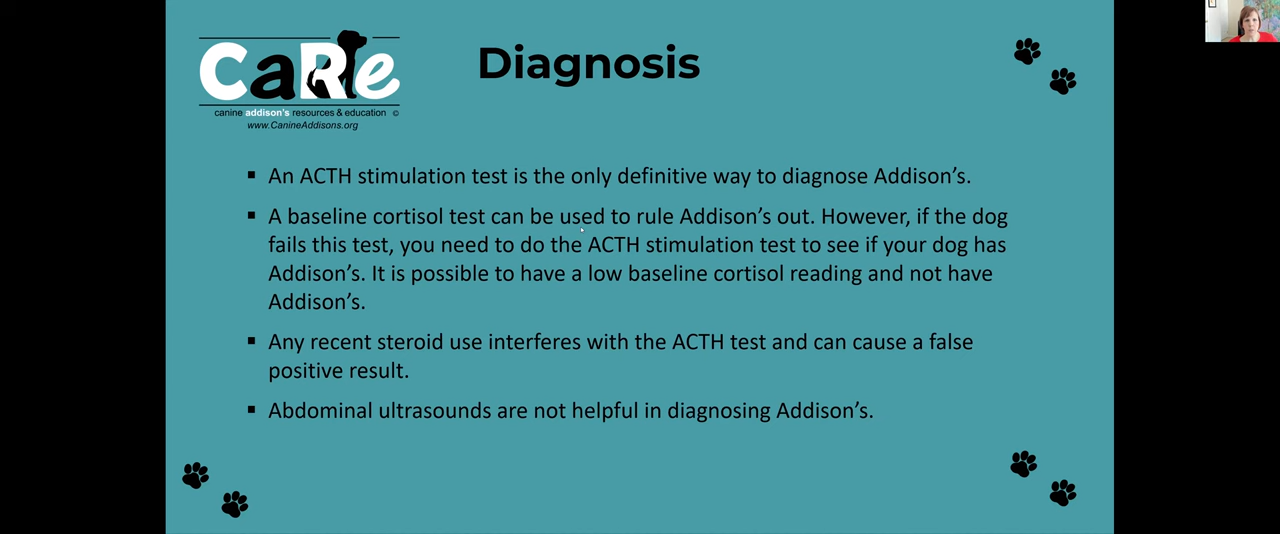 CaRe
canine addison's resources & education ©
www.CanineAddisons.org
Diagnosis
▪ An ACTH stimulation test is the only definitive way to diagnose Addison’s.
▪ A baseline cortisol test can be used to rule Addison’s out. However, if the dog
fails this test, you need to do the ACTH stimulation test to see if your dog has
Addison’s. It is possible to have a low baseline cortisol reading and not have
Addison’s.
▪ Any recent steroid use interferes with the ACTH test and can cause a false
positive result.
▪ Abdominal ultrasounds are not helpful in diagnosing Addison’s.